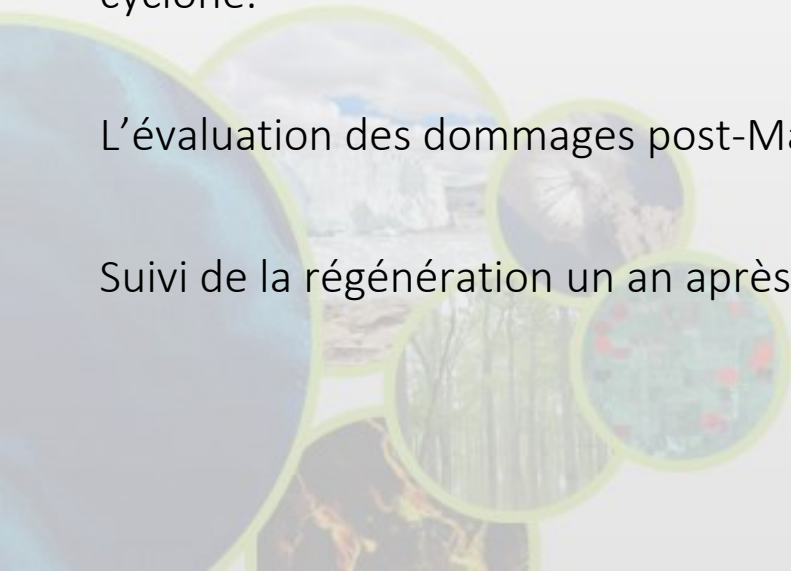 cyclone.
L’évaluation des dommages post-Ma
Suivi de la régénération un an après